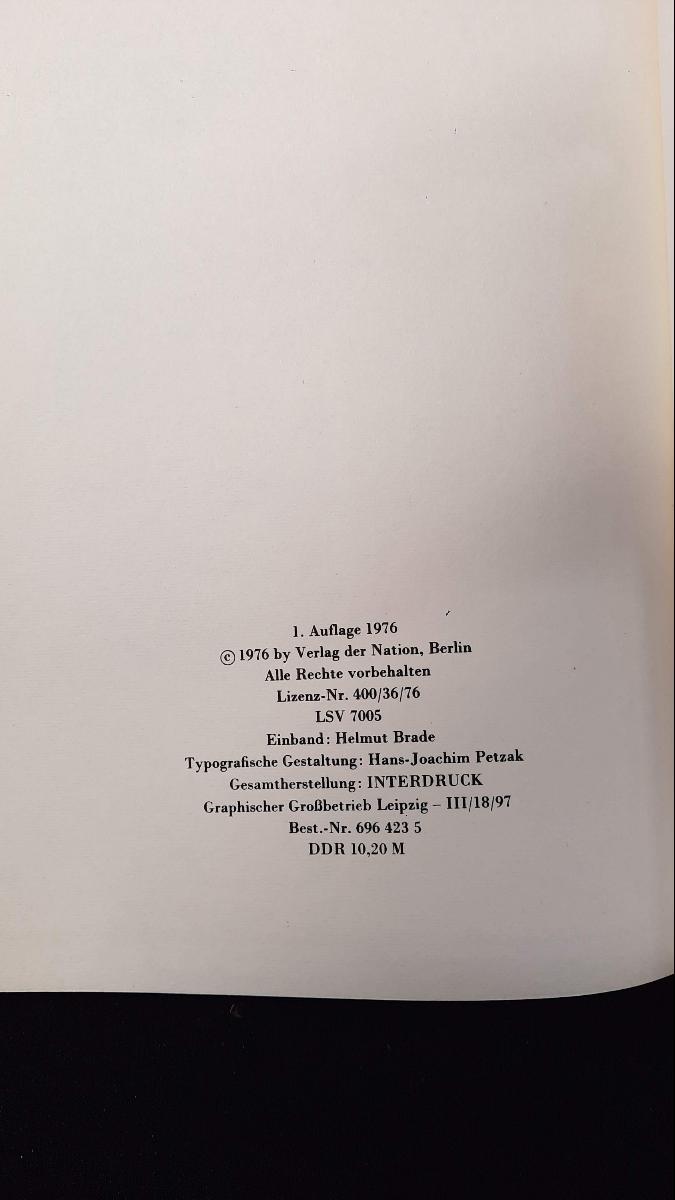 1. Auflage 1976
© 1976 by Verlag der Nation, Berlin
Alle Rechte vorbehalten
Lizenz-Nr. 400/36/76
LSV 7005
Einband: Helmut Brade
Typografische Gestaltung: Hans-Joachim Petzak
Gesamtherstellung: INTERDRUCK
Graphischer Großbetrieb Leipzig – III/18/97
Best.-Nr. 696 423 5
DDR 10,20 M